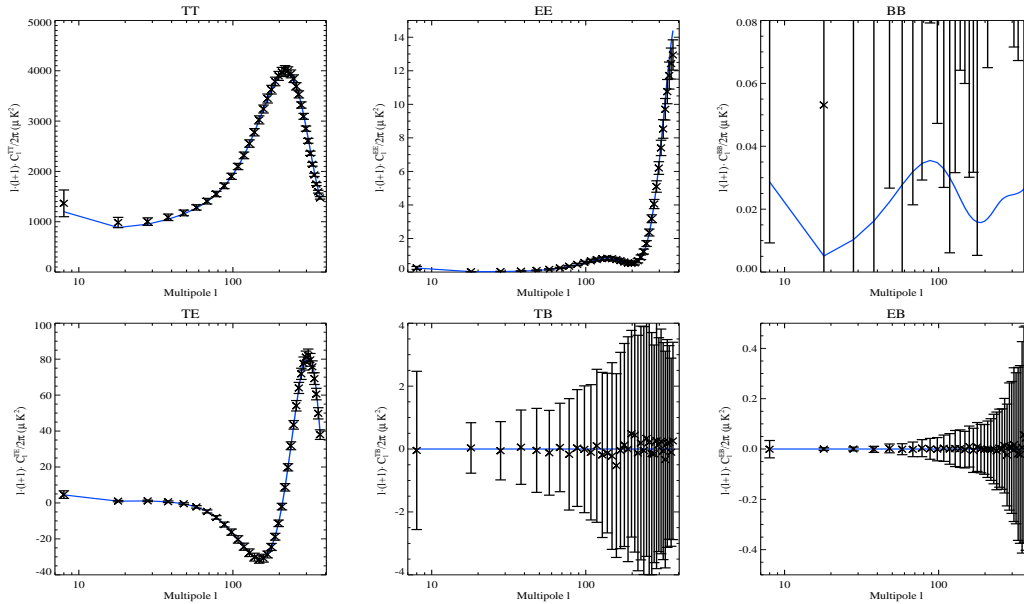 TT
5000
4000
3000
2000
1000
0
l·(l+1)· C_l^TT/2π (μ K²)
10
100
Multipole l
EE
14
12
10
8
6
4
2
0
l·(l+1)· C_l^EE/2π (μ K²)
10
100
Multipole l
BB
0.08
0.06
0.04
0.02
0.00
l·(l+1)· C_l^BB/2π (μ K²)
10
100
Multipole l
TE
100
80
60
40
20
0
-20
-40
l·(l+1)· C_l^EE/2π (μ K²)
10
100
Multipole l
TB
4
2
0
-2
-4
l·(l+1)· C_l^TB/2π (μ K²)
10
100
Multipole l
EB
0.4
0.2
0.0
-0.2
-0.4
l·(l+1)· C_l^EB/2π (μ K²)
10
100
Multipole l